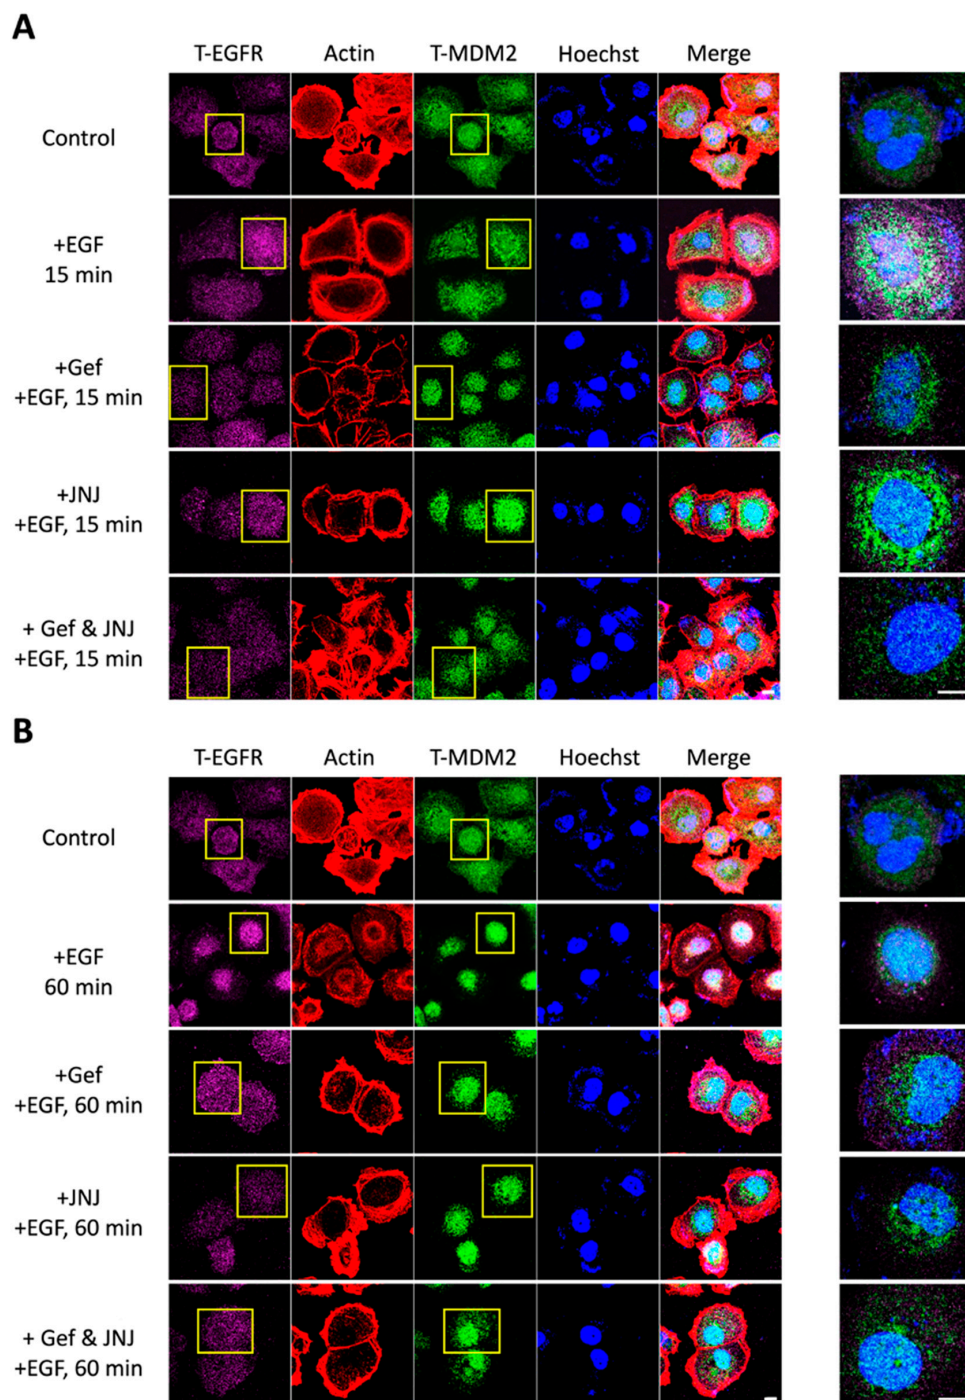 A
T-EGFR Actin T-MDM2 Hoechst Merge
Control
+EGF
15 min
+Gef
+EGF, 15 min
+JNJ
+EGF, 15 min
+ Gef & JNJ
+EGF, 15 min
B
T-EGFR Actin T-MDM2 Hoechst Merge
Control
+EGF
60 min
+Gef
+EGF, 60 min
+JNJ
+EGF, 60 min
+ Gef & JNJ
+EGF, 60 min